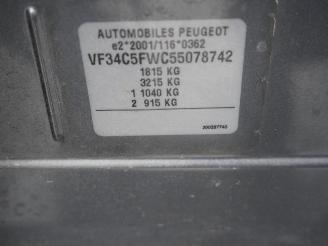 AUTOMOBILES PEUGEOT
e2*2001/116*0362
VF34C5FWC55078742
1815 KG
3215 KG
1 1040 KG
2 915 KG